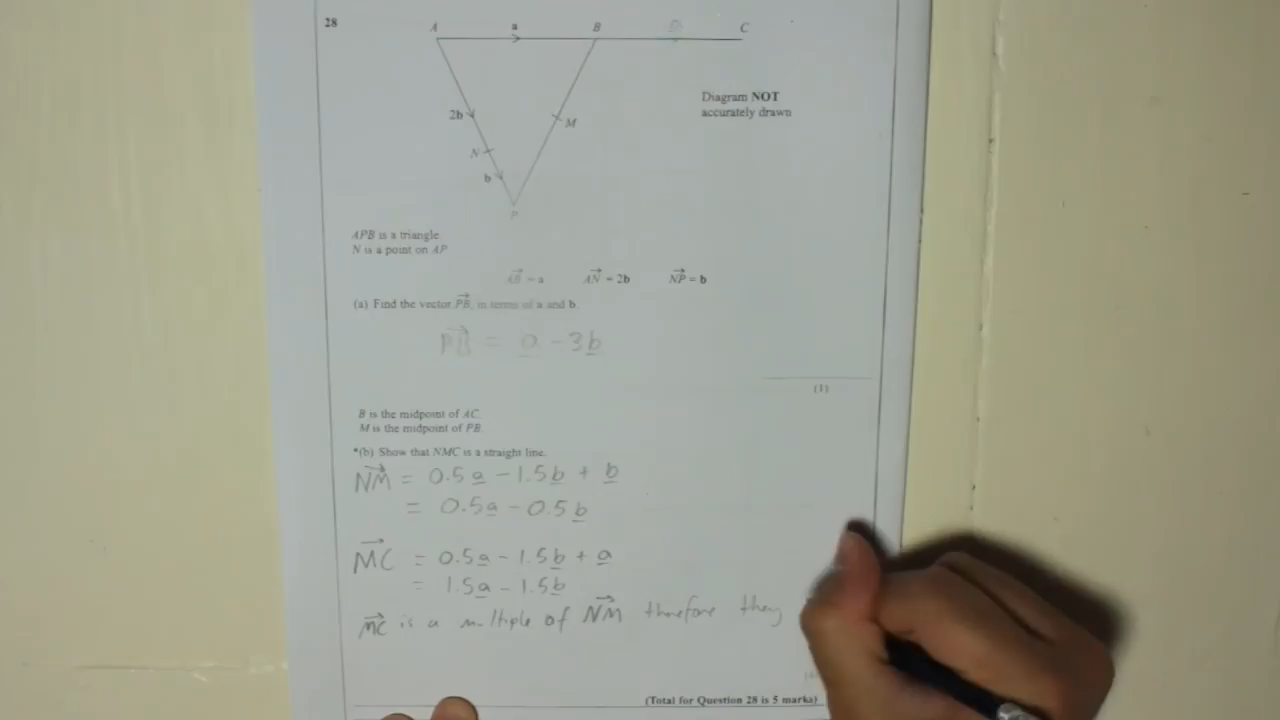 28
A a B D C
Diagram NOT
accurately drawn
2b
M
N
b
P
APB is a triangle.
N is a point on AP
AB = a AN = 2b NP = b
(a) Find the vector PB, in terms of a and b.
PB = a - 3b
(1)
B is the midpoint of AC.
M is the midpoint of PB.
*(b) Show that NMC is a straight line.
NM = 0.5a - 1.5b + b
= 0.5a - 0.5b
MC = 0.5a - 1.5b + a
= 1.5a - 1.5b
MC is a multiple of NM therefore they
(Total for Question 28 is 5 marks)